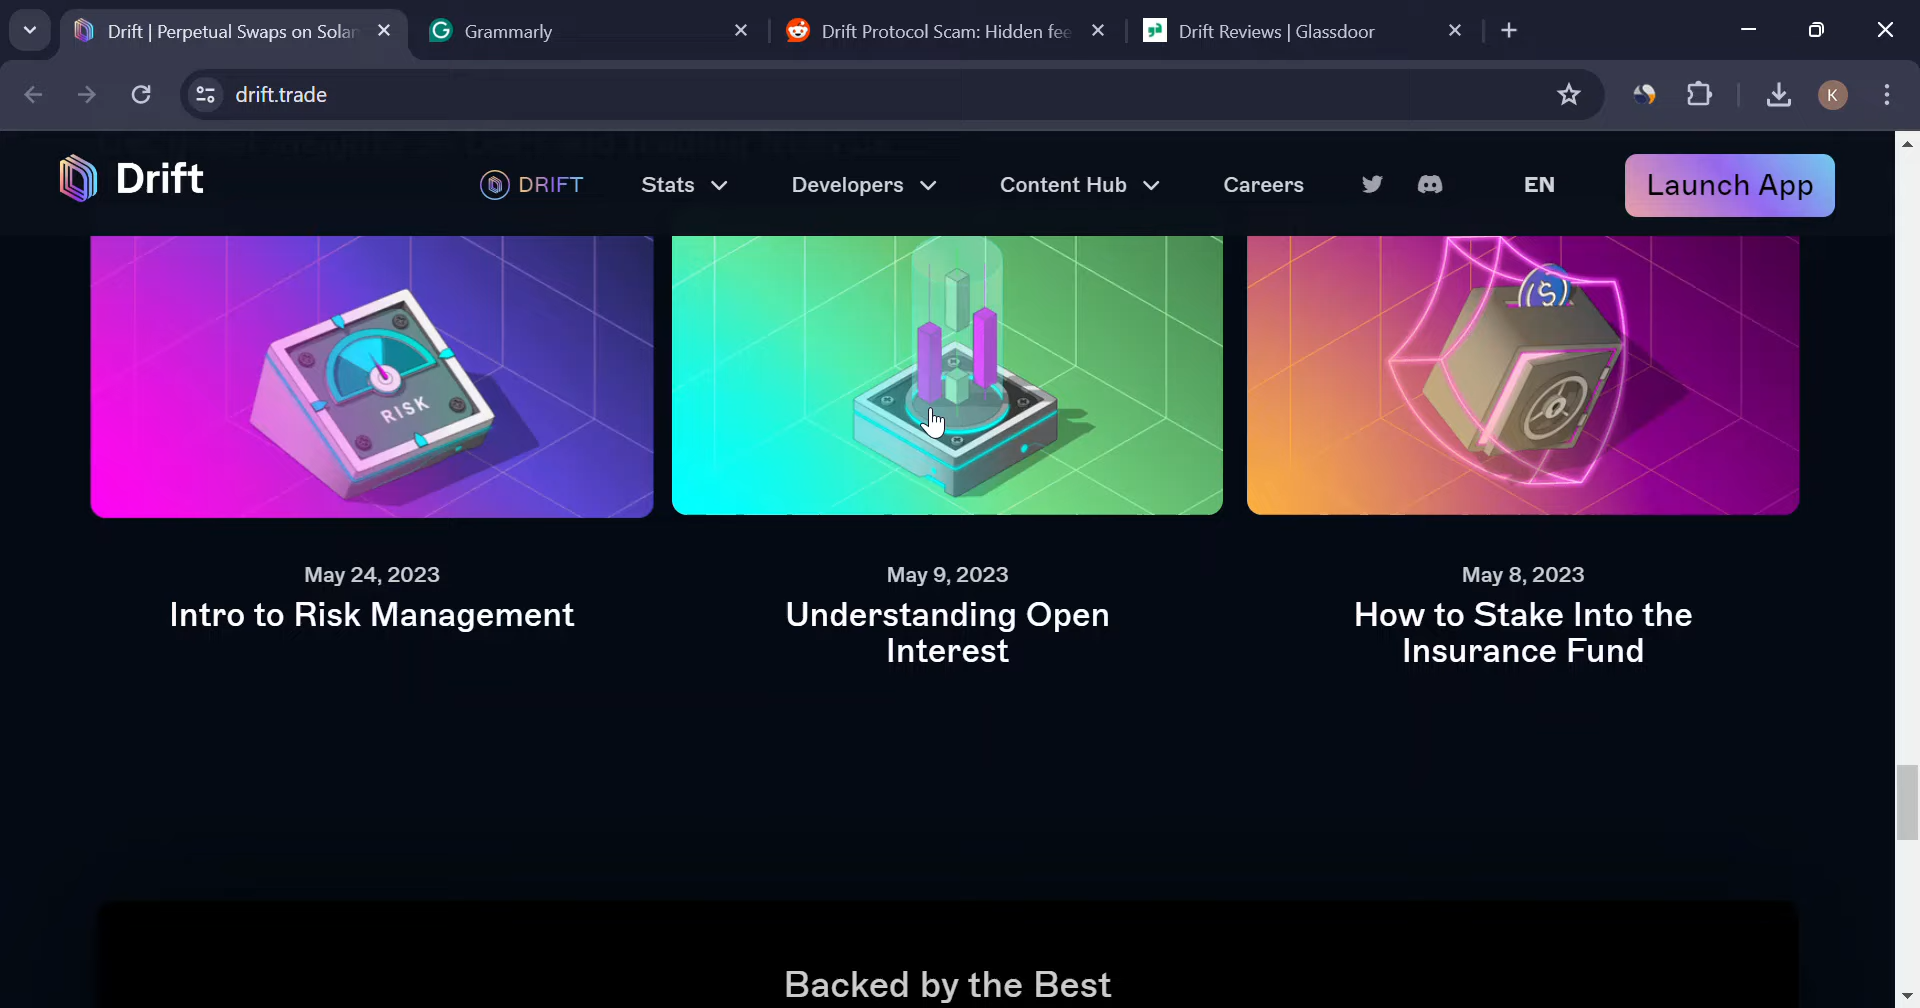 Drift | Perpetual Swaps on Solan
Grammarly
Drift Protocol Scam: Hidden fee
Drift Reviews | Glassdoor
drift.trade
K
Drift
DRIFT
Stats
Developers
Content Hub
Careers
EN
Launch App
RISK
$
May 24, 2023
Intro to Risk Management
May 9, 2023
Understanding Open
Interest
May 8, 2023
How to Stake Into the
Insurance Fund
Backed by the Best